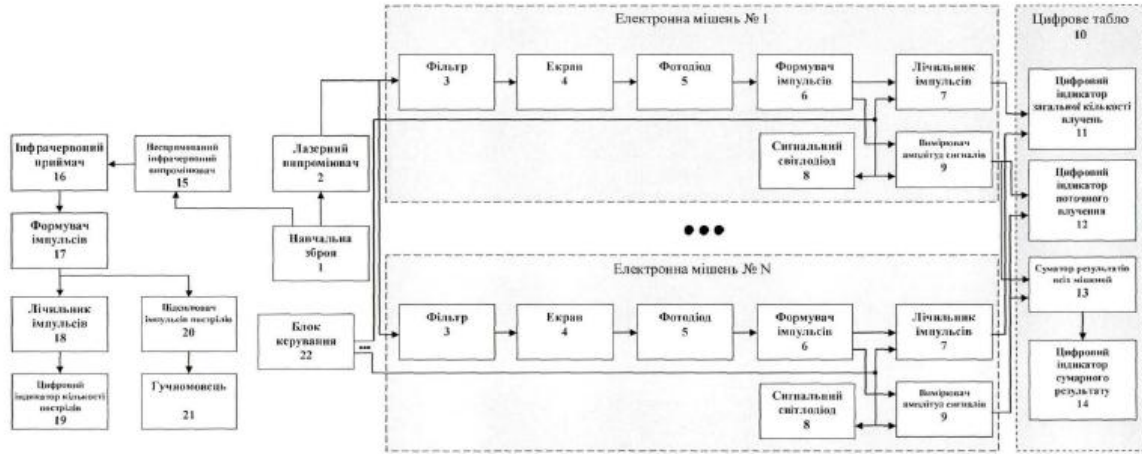 Електронна мішень № 1
Цифрове табло
10
Фільтр
3
Екран
4
Фотодіод
5
Формувач
імпульсів
6
Лічильник
імпульсів
7
Цифровий
індикатор
загальної кількості
влучень
11
Сигнальний
світлодіод
8
Вимірювач
амплітуд сигналів
9
Інфрачервоний
приймач
16
Неспрямований
інфрачервоний
випромінювач
15
Лазерний
випромінювач
2
Цифровий
індикатор
поточного
влучення
12
Формувач
імпульсів
17
Навчальна
зброя
1
•••
Електронна мішень № N
Суматор результатів
всіх мішеней
13
Лічильник
імпульсів
18
Підсилювач
імпульсів пострілів
20
Блок
керування
22
•••
Фільтр
3
Екран
4
Фотодіод
5
Формувач
імпульсів
6
Лічильник
імпульсів
7
Цифровий
індикатор
сумарного
результату
14
Цифровий
індикатор кількості
пострілів
19
Гучномовець
21
Сигнальний
світлодіод
8
Вимірювач
амплітуд сигналів
9